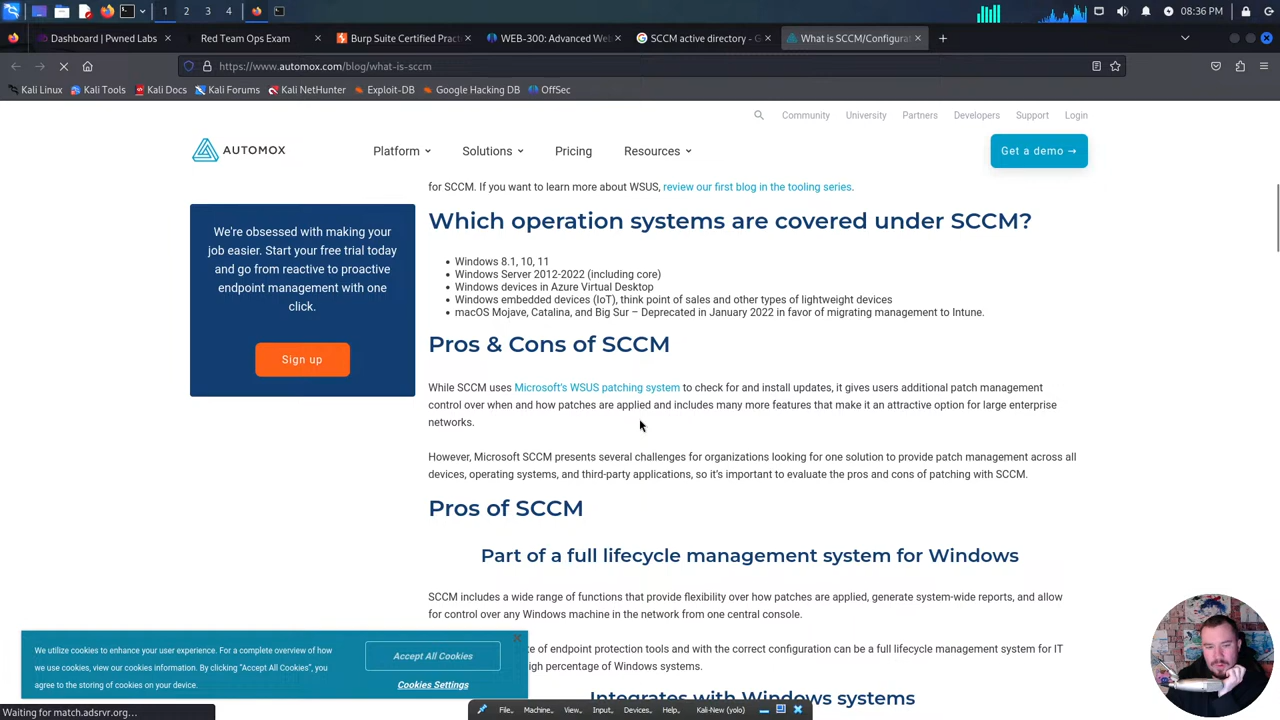 1 2 3 4
08:36 PM
Dashboard | Pwned Labs
Red Team Ops Exam
Burp Suite Certified Pract
WEB-300: Advanced Web
SCCM active directory - G
What is SCCM/Configurat
https://www.automox.com/blog/what-is-sccm
Kali Linux Kali Tools Kali Docs Kali Forums Kali NetHunter Exploit-DB Google Hacking DB OffSec
Community University Partners Developers Support Login
AUTOMOX
Platform Solutions Pricing Resources
Get a demo →
for SCCM. If you want to learn more about WSUS, review our first blog in the tooling series.
We're obsessed with making your
job easier. Start your free trial today
and go from reactive to proactive
endpoint management with one
click.
Sign up
Which operation systems are covered under SCCM?
• Windows 8.1, 10, 11
• Windows Server 2012-2022 (including core)
• Windows devices in Azure Virtual Desktop
• Windows embedded devices (IoT), think point of sales and other types of lightweight devices
• macOS Mojave, Catalina, and Big Sur – Deprecated in January 2022 in favor of migrating management to Intune.
Pros & Cons of SCCM
While SCCM uses Microsoft's WSUS patching system to check for and install updates, it gives users additional patch management
control over when and how patches are applied and includes many more features that make it an attractive option for large enterprise
networks.
However, Microsoft SCCM presents several challenges for organizations looking for one solution to provide patch management across all
devices, operating systems, and third-party applications, so it's important to evaluate the pros and cons of patching with SCCM.
Pros of SCCM
Part of a full lifecycle management system for Windows
SCCM includes a wide range of functions that provide flexibility over how patches are applied, generate system-wide reports, and allow
for control over any Windows machine in the network from one central console.
te of endpoint protection tools and with the correct configuration can be a full lifecycle management system for IT
igh percentage of Windows systems.
Integrates with Windows systems
We utilize cookies to enhance your user experience. For a complete overview of how
we use cookies, view our cookies information. By clicking "Accept All Cookies", you
agree to the storing of cookies on your device.
Accept All Cookies
Cookies Settings
Waiting for match.adsrvr.org...
File.. Machine.. View.. Input.. Devices.. Help.. Kali-New (yolo)